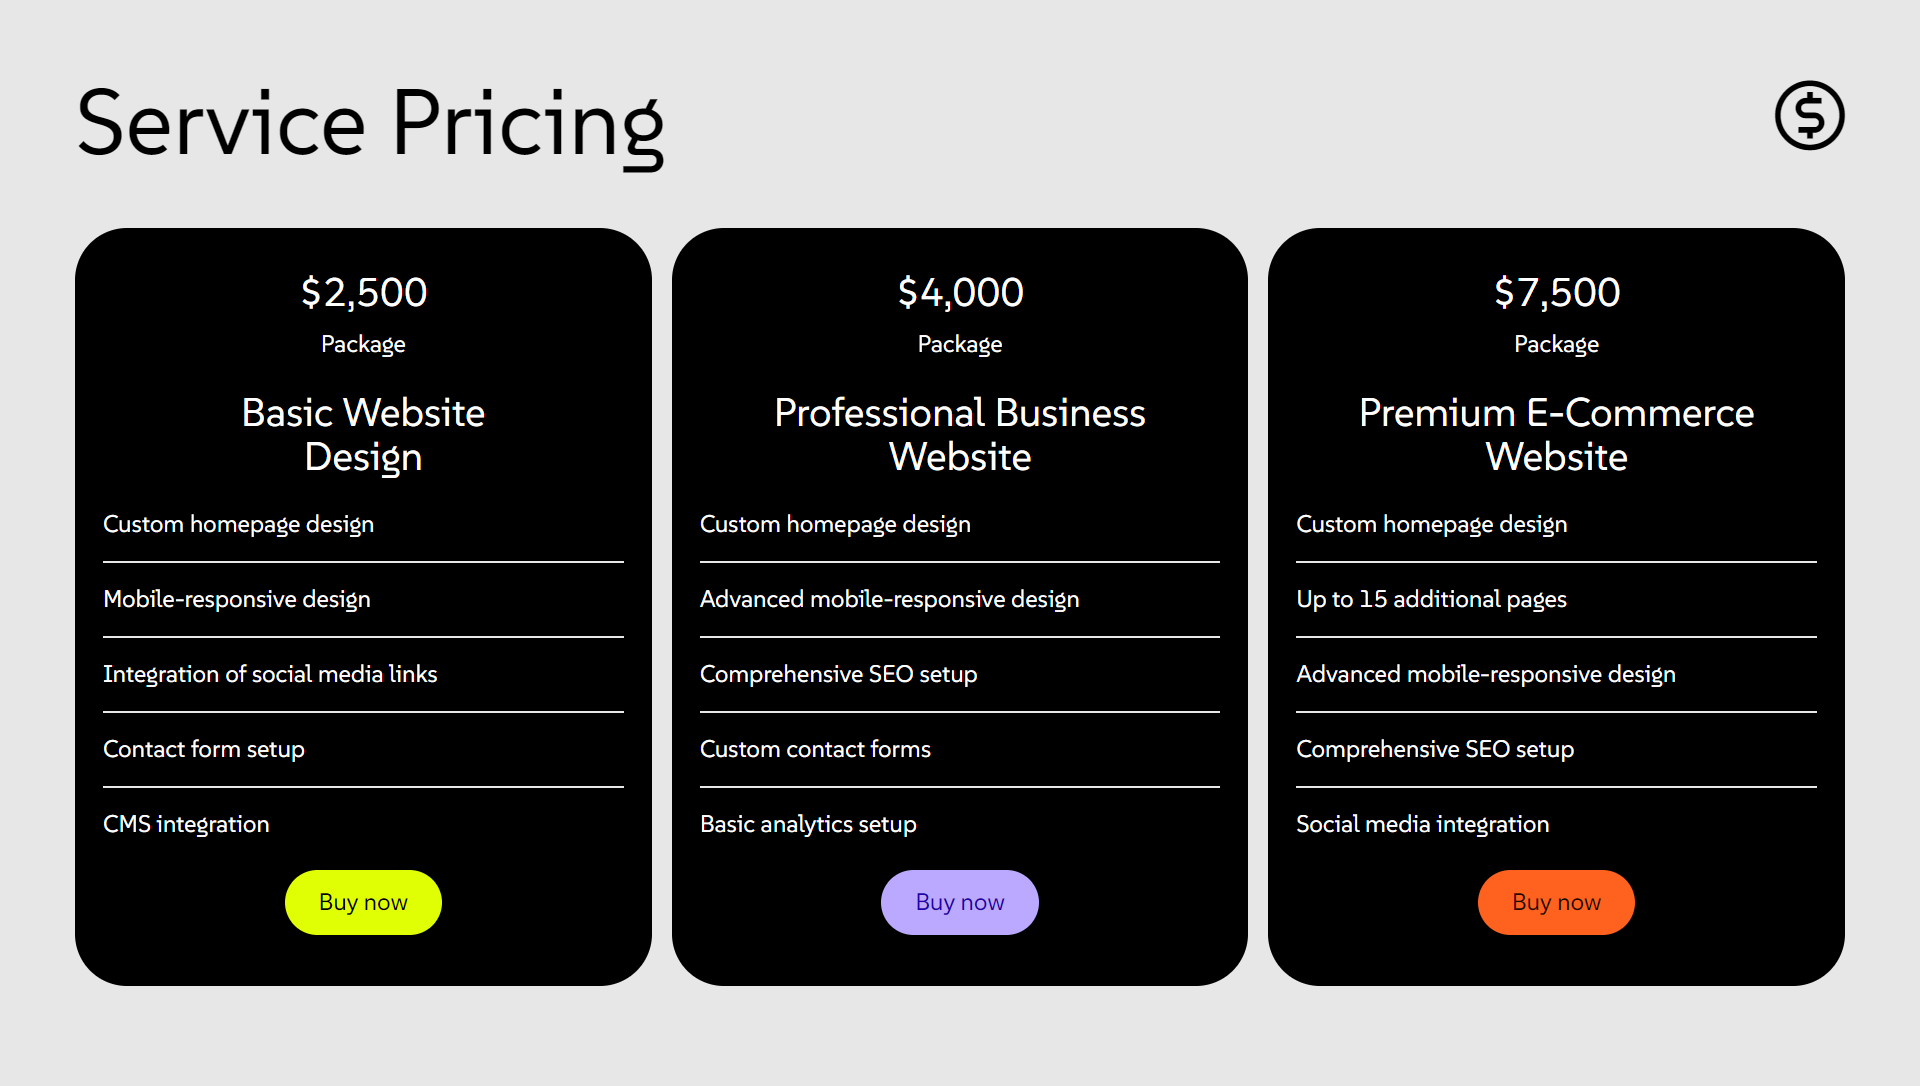 Service Pricing
$
$2,500
Package
Basic Website
Design
Custom homepage design
Mobile-responsive design
Integration of social media links
Contact form setup
CMS integration
Buy now
$4,000
Package
Professional Business
Website
Custom homepage design
Advanced mobile-responsive design
Comprehensive SEO setup
Custom contact forms
Basic analytics setup
Buy now
$7,500
Package
Premium E-Commerce
Website
Custom homepage design
Up to 15 additional pages
Advanced mobile-responsive design
Comprehensive SEO setup
Social media integration
Buy now